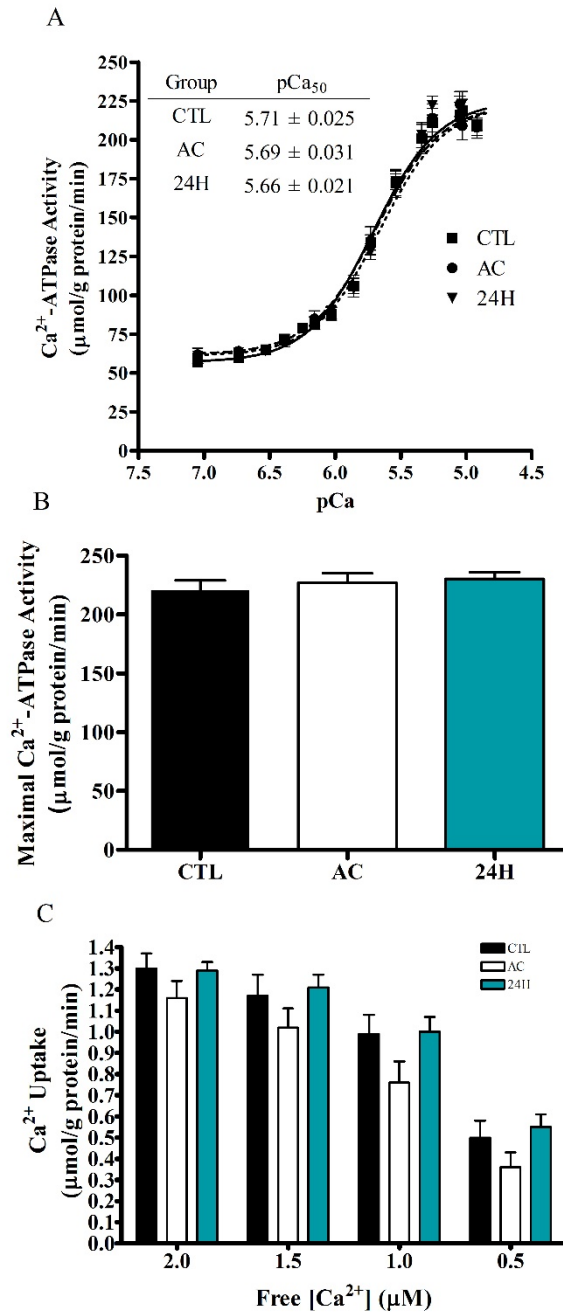 A
Group pCa₅₀
CTL 5.71 ± 0.025
AC 5.69 ± 0.031
24H 5.66 ± 0.021
Ca²⁺-ATPase Activity
(µmol/g protein/min)
250
225
200
175
150
125
100
75
50
25
0
CTL
AC
24H
7.5 7.0 6.5 6.0 5.5 5.0 4.5
pCa
B
Maximal Ca²⁺-ATPase Activity
(µmol/g protein/min)
250
200
150
100
50
0
CTL AC 24H
C
Ca²⁺ Uptake
(µmol/g protein/min)
1.4
1.3
1.2
1.1
1.0
0.9
0.8
0.7
0.6
0.5
0.4
0.3
0.2
0.1
0.0
CTL
AC
24H
2.0 1.5 1.0 0.5
Free [Ca²⁺] (µM)